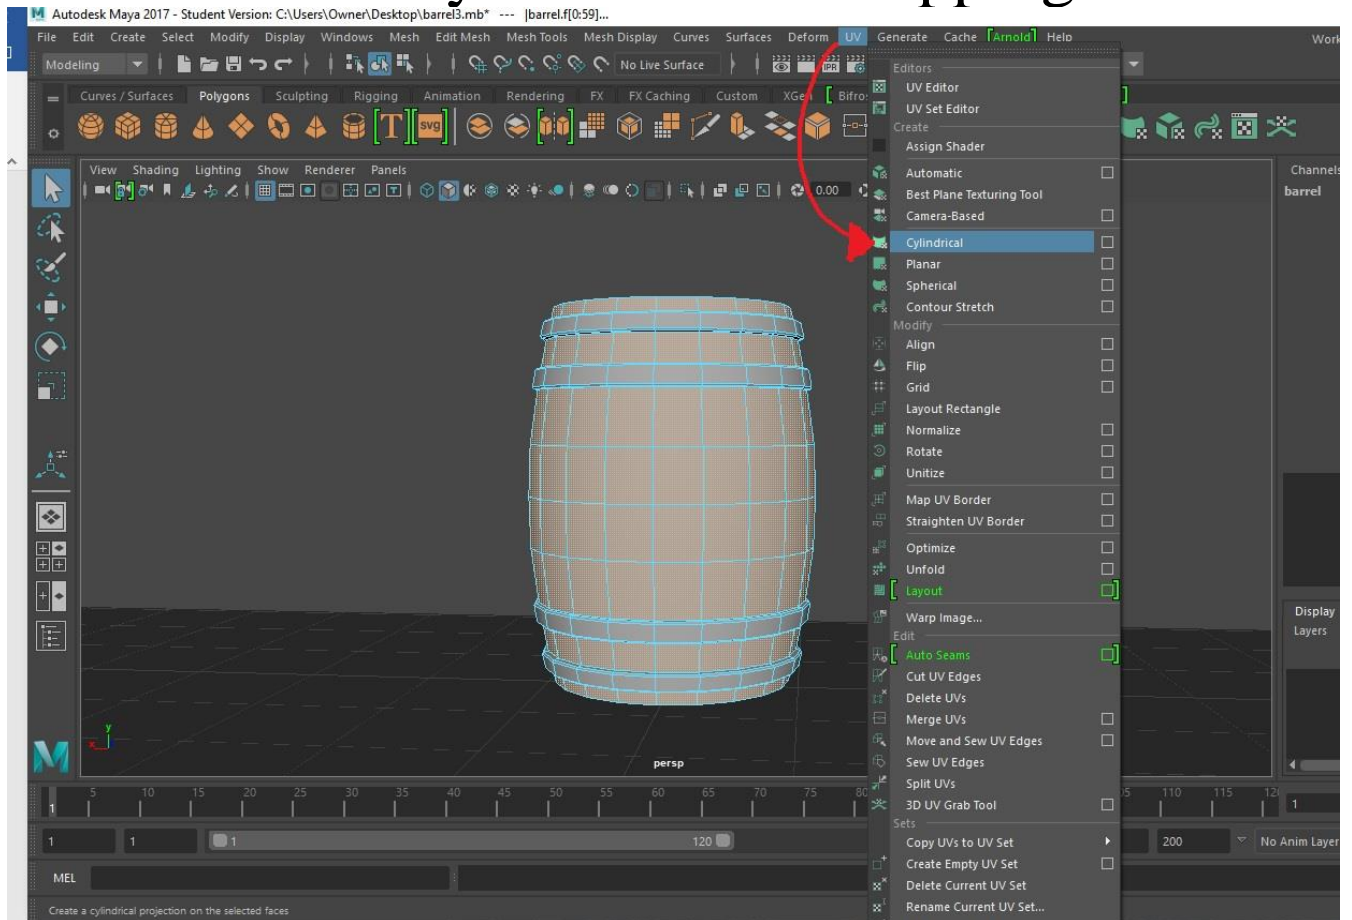 y pping
Autodesk Maya 2017 - Student Version: C:\Users\Owner\Desktop\barrel3.mb* --- |barrel.f[0:59]...
File Edit Create Select Modify Display Windows Mesh Edit Mesh Mesh Tools Mesh Display Curves Surfaces Deform UV Generate Cache [Arnold] Help Work
Modeling No Live Surface IPR
Curves / Surfaces Polygons Sculpting Rigging Animation Rendering FX FX Caching Custom XGen [ Bifros ]
T svg
View Shading Lighting Show Renderer Panels
0.00
Editors
UV Editor
UV Set Editor
Create
Assign Shader
Automatic
Best Plane Texturing Tool
Camera-Based
Cylindrical
Planar
Spherical
Contour Stretch
Modify
Align
Flip
Grid
Layout Rectangle
Normalize
Rotate
Unitize
Map UV Border
Straighten UV Border
Optimize
Unfold
[ Layout ]
Warp Image...
Edit
[ Auto Seams ]
Cut UV Edges
Delete UVs
Merge UVs
Move and Sew UV Edges
Sew UV Edges
Split UVs
3D UV Grab Tool
Sets
Copy UVs to UV Set
Create Empty UV Set
Delete Current UV Set
Rename Current UV Set...
Channels
barrel
Display
Layers
y
x
persp
5 10 15 20 25 30 35 40 45 50 55 60 65 70 75 80 05 110 115 12
1 1
1 1 1 120 200 No Anim Layer
MEL
Create a cylindrical projection on the selected faces